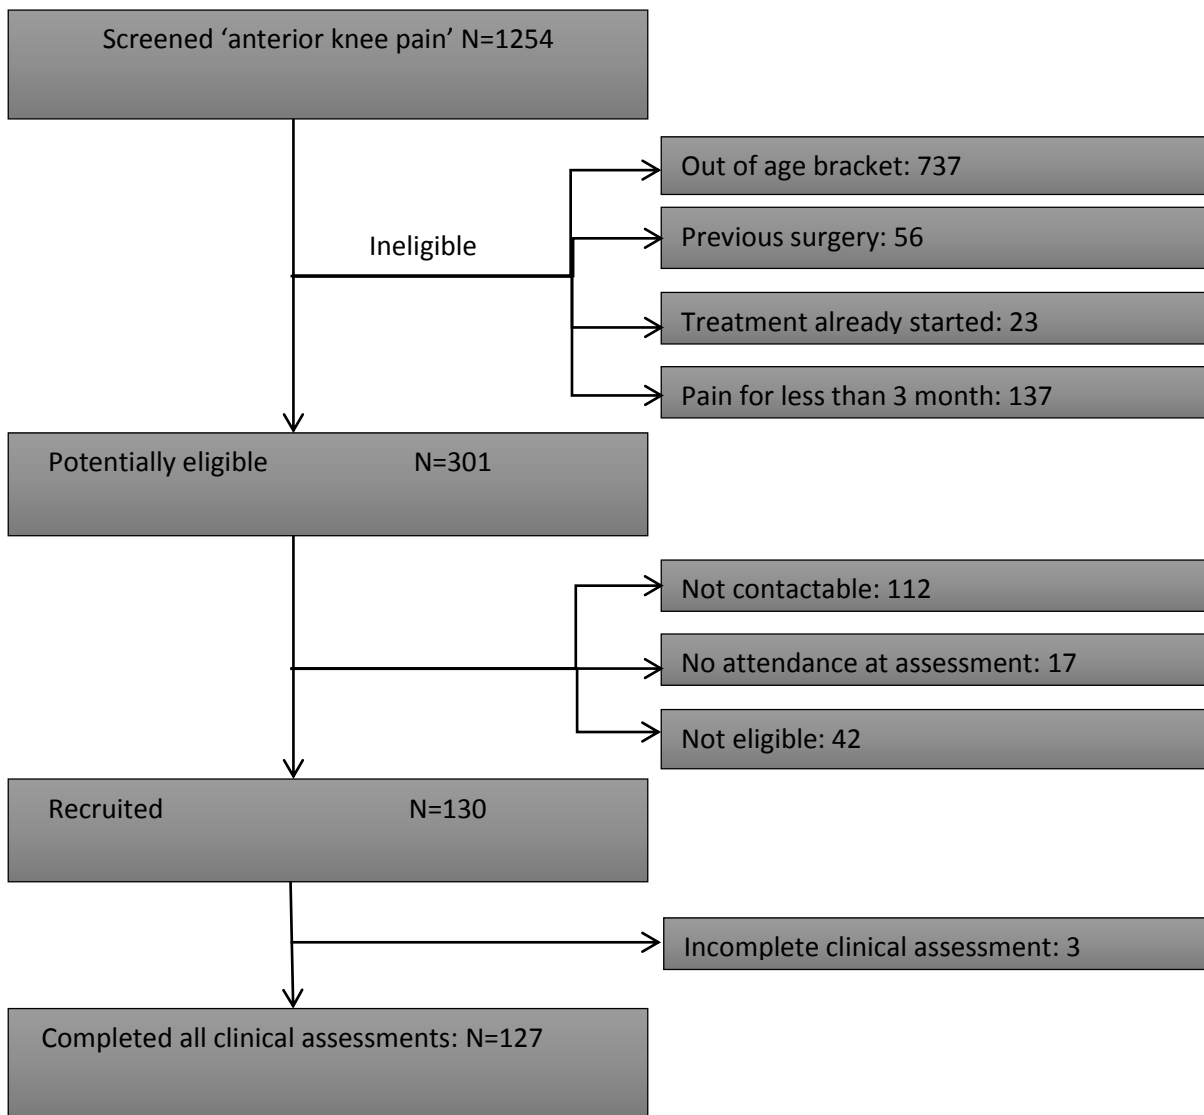 Screened ‘anterior knee pain’ N=1254
Out of age bracket: 737
Previous surgery: 56
Ineligible
Treatment already started: 23
Pain for less than 3 month: 137
Potentially eligible N=301
Not contactable: 112
No attendance at assessment: 17
Not eligible: 42
Recruited N=130
Incomplete clinical assessment: 3
Completed all clinical assessments: N=127